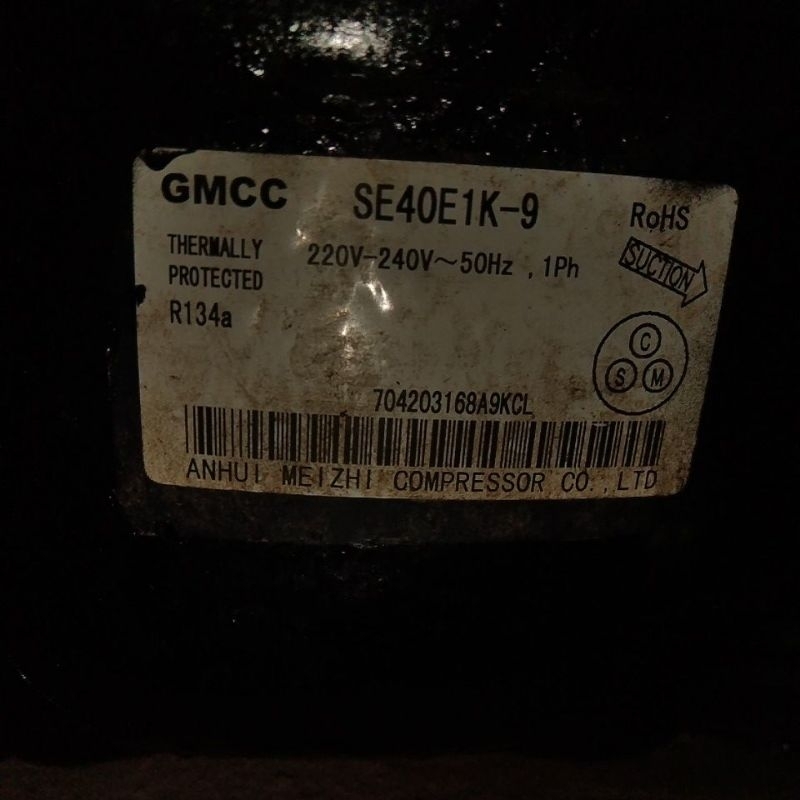 GMCC SE40E1K-9 RoHS
THERMALLY
PROTECTED
220V-240V~50Hz , 1Ph
SUCTION
R134a
C
S M
704203168A9KCL
ANHUI MEIZHI COMPRESSOR CO.,LTD